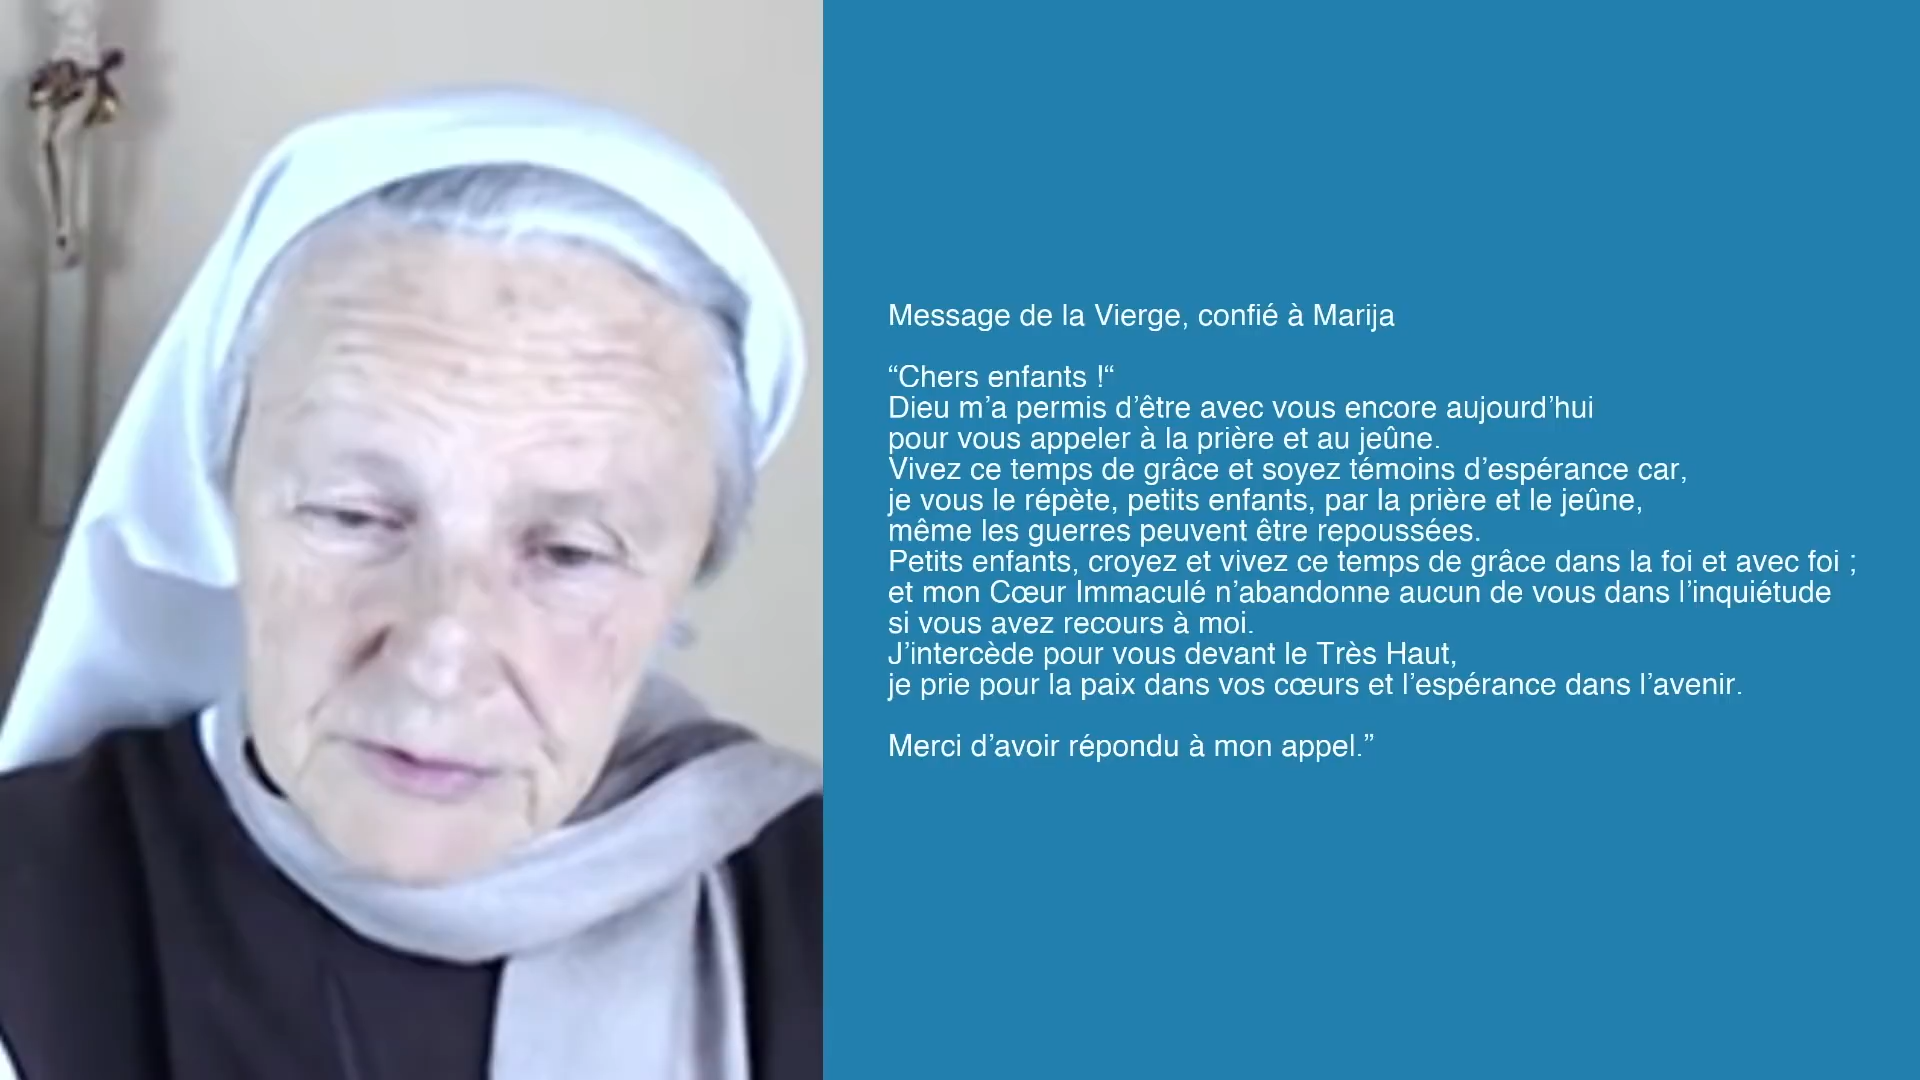 Message de la Vierge, confié à Marija
“Chers enfants !“
Dieu m’a permis d’être avec vous encore aujourd’hui
pour vous appeler à la prière et au jeûne.
Vivez ce temps de grâce et soyez témoins d’espérance car,
je vous le répète, petits enfants, par la prière et le jeûne,
même les guerres peuvent être repoussées.
Petits enfants, croyez et vivez ce temps de grâce dans la foi et avec foi ;
et mon Cœur Immaculé n’abandonne aucun de vous dans l’inquiétude
si vous avez recours à moi.
J’intercède pour vous devant le Très Haut,
je prie pour la paix dans vos cœurs et l’espérance dans l’avenir.
Merci d’avoir répondu à mon appel.”